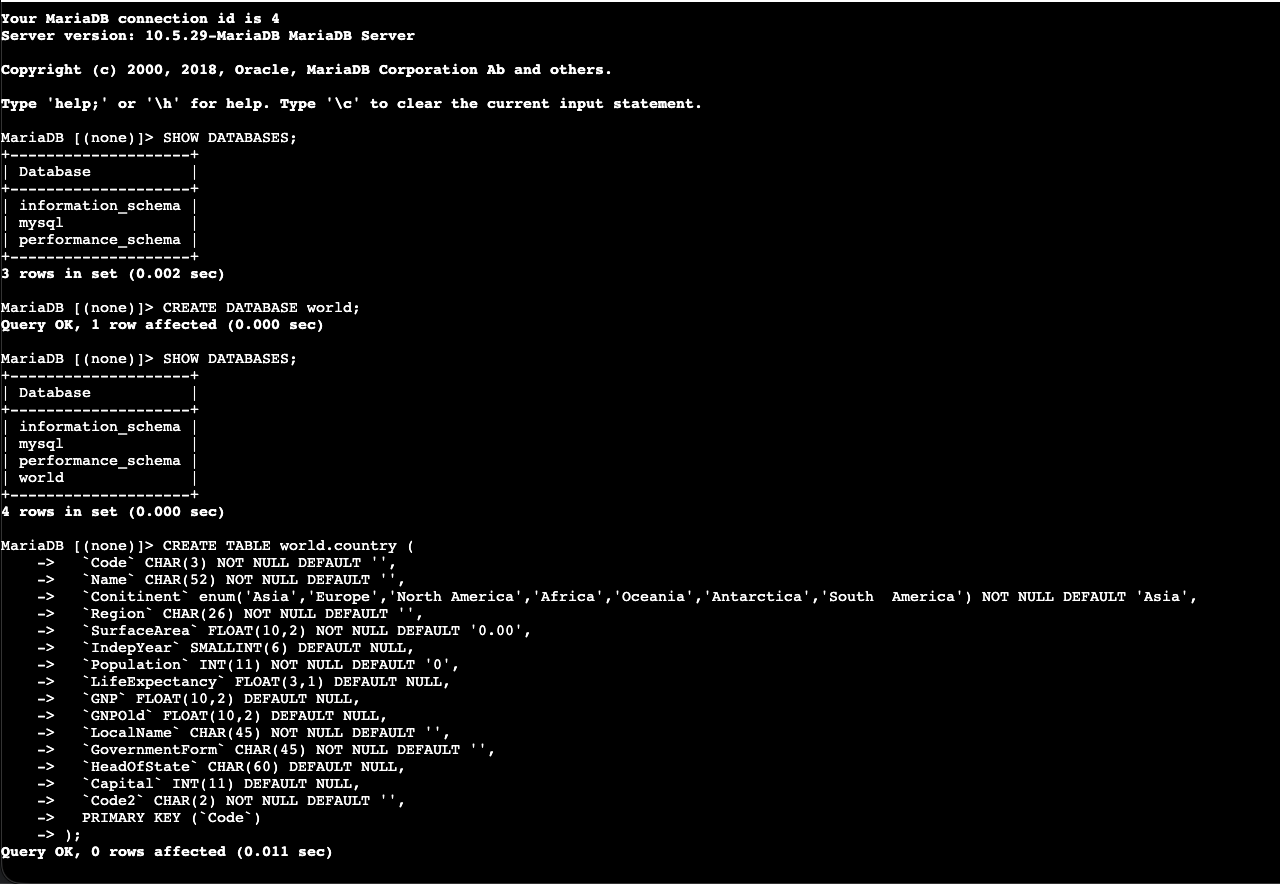 Your MariaDB connection id is 4
Server version: 10.5.29-MariaDB MariaDB Server
Copyright (c) 2000, 2018, Oracle, MariaDB Corporation Ab and others.
Type 'help;' or '\h' for help. Type '\c' to clear the current input statement.
MariaDB [(none)]> SHOW DATABASES;
+--------------------+
| Database           |
+--------------------+
| information_schema |
| mysql              |
| performance_schema |
+--------------------+
3 rows in set (0.002 sec)
MariaDB [(none)]> CREATE DATABASE world;
Query OK, 1 row affected (0.000 sec)
MariaDB [(none)]> SHOW DATABASES;
+--------------------+
| Database           |
+--------------------+
| information_schema |
| mysql              |
| performance_schema |
| world              |
+--------------------+
4 rows in set (0.000 sec)
MariaDB [(none)]> CREATE TABLE world.country (
    ->   `Code` CHAR(3) NOT NULL DEFAULT '',
    ->   `Name` CHAR(52) NOT NULL DEFAULT '',
    ->   `Conitinent` enum('Asia','Europe','North America','Africa','Oceania','Antarctica','South  America') NOT NULL DEFAULT 'Asia',
    ->   `Region` CHAR(26) NOT NULL DEFAULT '',
    ->   `SurfaceArea` FLOAT(10,2) NOT NULL DEFAULT '0.00',
    ->   `IndepYear` SMALLINT(6) DEFAULT NULL,
    ->   `Population` INT(11) NOT NULL DEFAULT '0',
    ->   `LifeExpectancy` FLOAT(3,1) DEFAULT NULL,
    ->   `GNP` FLOAT(10,2) DEFAULT NULL,
    ->   `GNPOld` FLOAT(10,2) DEFAULT NULL,
    ->   `LocalName` CHAR(45) NOT NULL DEFAULT '',
    ->   `GovernmentForm` CHAR(45) NOT NULL DEFAULT '',
    ->   `HeadOfState` CHAR(60) DEFAULT NULL,
    ->   `Capital` INT(11) DEFAULT NULL,
    ->   `Code2` CHAR(2) NOT NULL DEFAULT '',
    ->   PRIMARY KEY (`Code`)
    -> );
Query OK, 0 rows affected (0.011 sec)